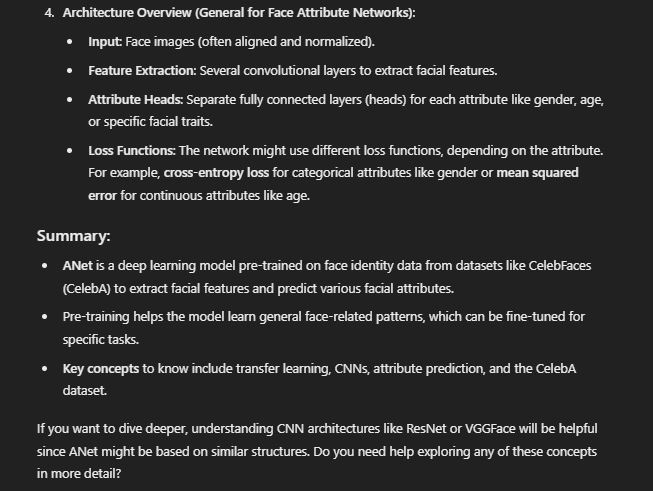 4. Architecture Overview (General for Face Attribute Networks):
• Input: Face images (often aligned and normalized).
• Feature Extraction: Several convolutional layers to extract facial features.
• Attribute Heads: Separate fully connected layers (heads) for each attribute like gender, age,
or specific facial traits.
• Loss Functions: The network might use different loss functions, depending on the attribute.
For example, cross-entropy loss for categorical attributes like gender or mean squared
error for continuous attributes like age.
Summary:
• ANet is a deep learning model pre-trained on face identity data from datasets like CelebFaces
(CelebA) to extract facial features and predict various facial attributes.
• Pre-training helps the model learn general face-related patterns, which can be fine-tuned for
specific tasks.
• Key concepts to know include transfer learning, CNNs, attribute prediction, and the CelebA
dataset.
If you want to dive deeper, understanding CNN architectures like ResNet or VGGFace will be helpful
since ANet might be based on similar structures. Do you need help exploring any of these concepts
in more detail?